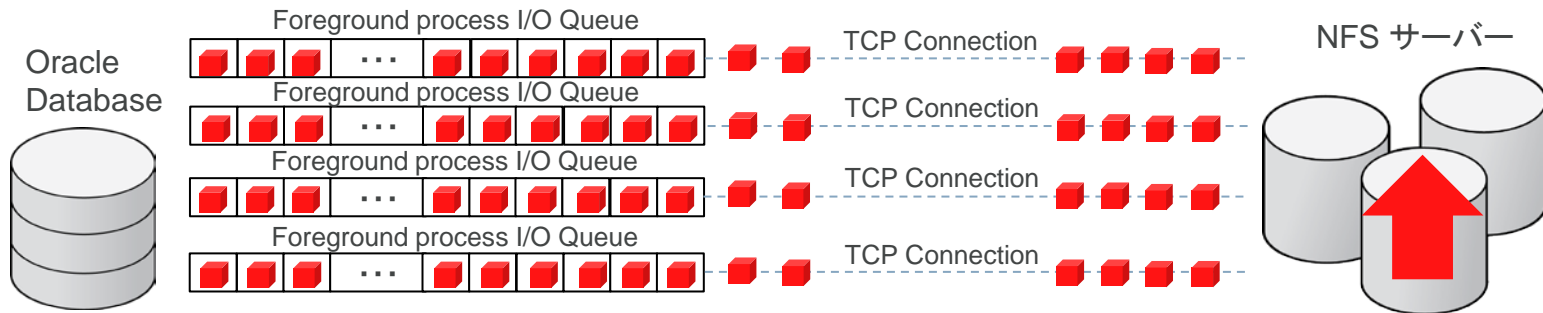 Oracle
Database
Foreground process I/O Queue
...
TCP Connection
Foreground process I/O Queue
...
TCP Connection
Foreground process I/O Queue
...
TCP Connection
Foreground process I/O Queue
...
TCP Connection
NFS サーバー